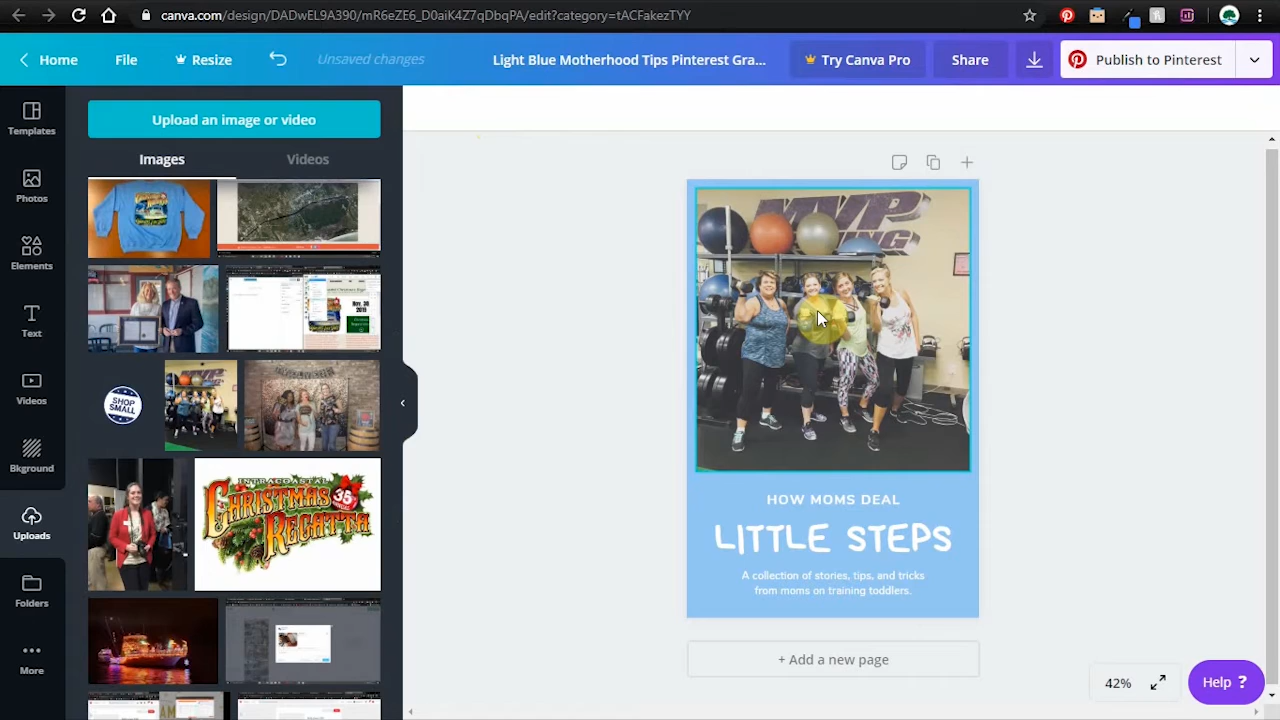 canva.com/design/DADwEL9A390/mR6eZE6_D0aiK4Z7qDbqPA/edit?category=tACFakezTYY
Home File Resize Unsaved changes Light Blue Motherhood Tips Pinterest Gra... Try Canva Pro Share Publish to Pinterest
Templates
Photos
Elements
Text
Videos
Bkground
Uploads
Folders
More
Upload an image or video
Images Videos
SHOP
SMALL
INTRACOASTAL
CHRISTMAS
REGATTA
35
HOW MOMS DEAL
LITTLE STEPS
A collection of stories, tips, and tricks
from moms on training toddlers.
+ Add a new page
42%
Help ?